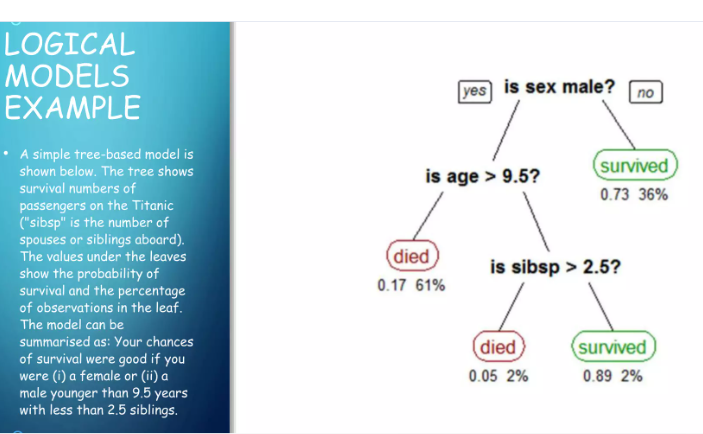 LOGICAL
MODELS
EXAMPLE
• A simple tree-based model is
shown below. The tree shows
survival numbers of
passengers on the Titanic
("sibsp" is the number of
spouses or siblings aboard).
The values under the leaves
show the probability of
survival and the percentage
of observations in the leaf.
The model can be
summarised as: Your chances
of survival were good if you
were (i) a female or (ii) a
male younger than 9.5 years
with less than 2.5 siblings.
yes is sex male? no
survived
0.73 36%
is age > 9.5?
died
0.17 61%
is sibsp > 2.5?
died survived
0.05 2% 0.89 2%